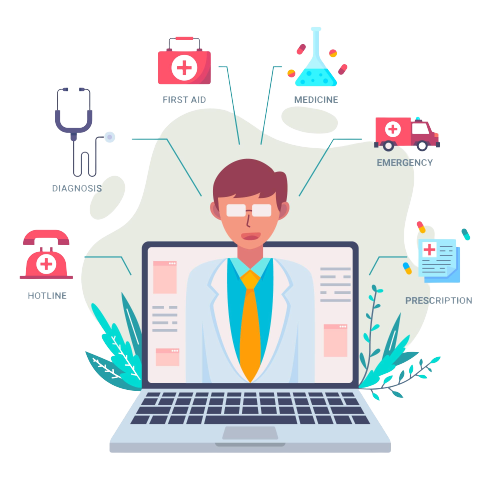 FIRST AID
MEDICINE
EMERGENCY
DIAGNOSIS
HOTLINE
PRESCRIPTION